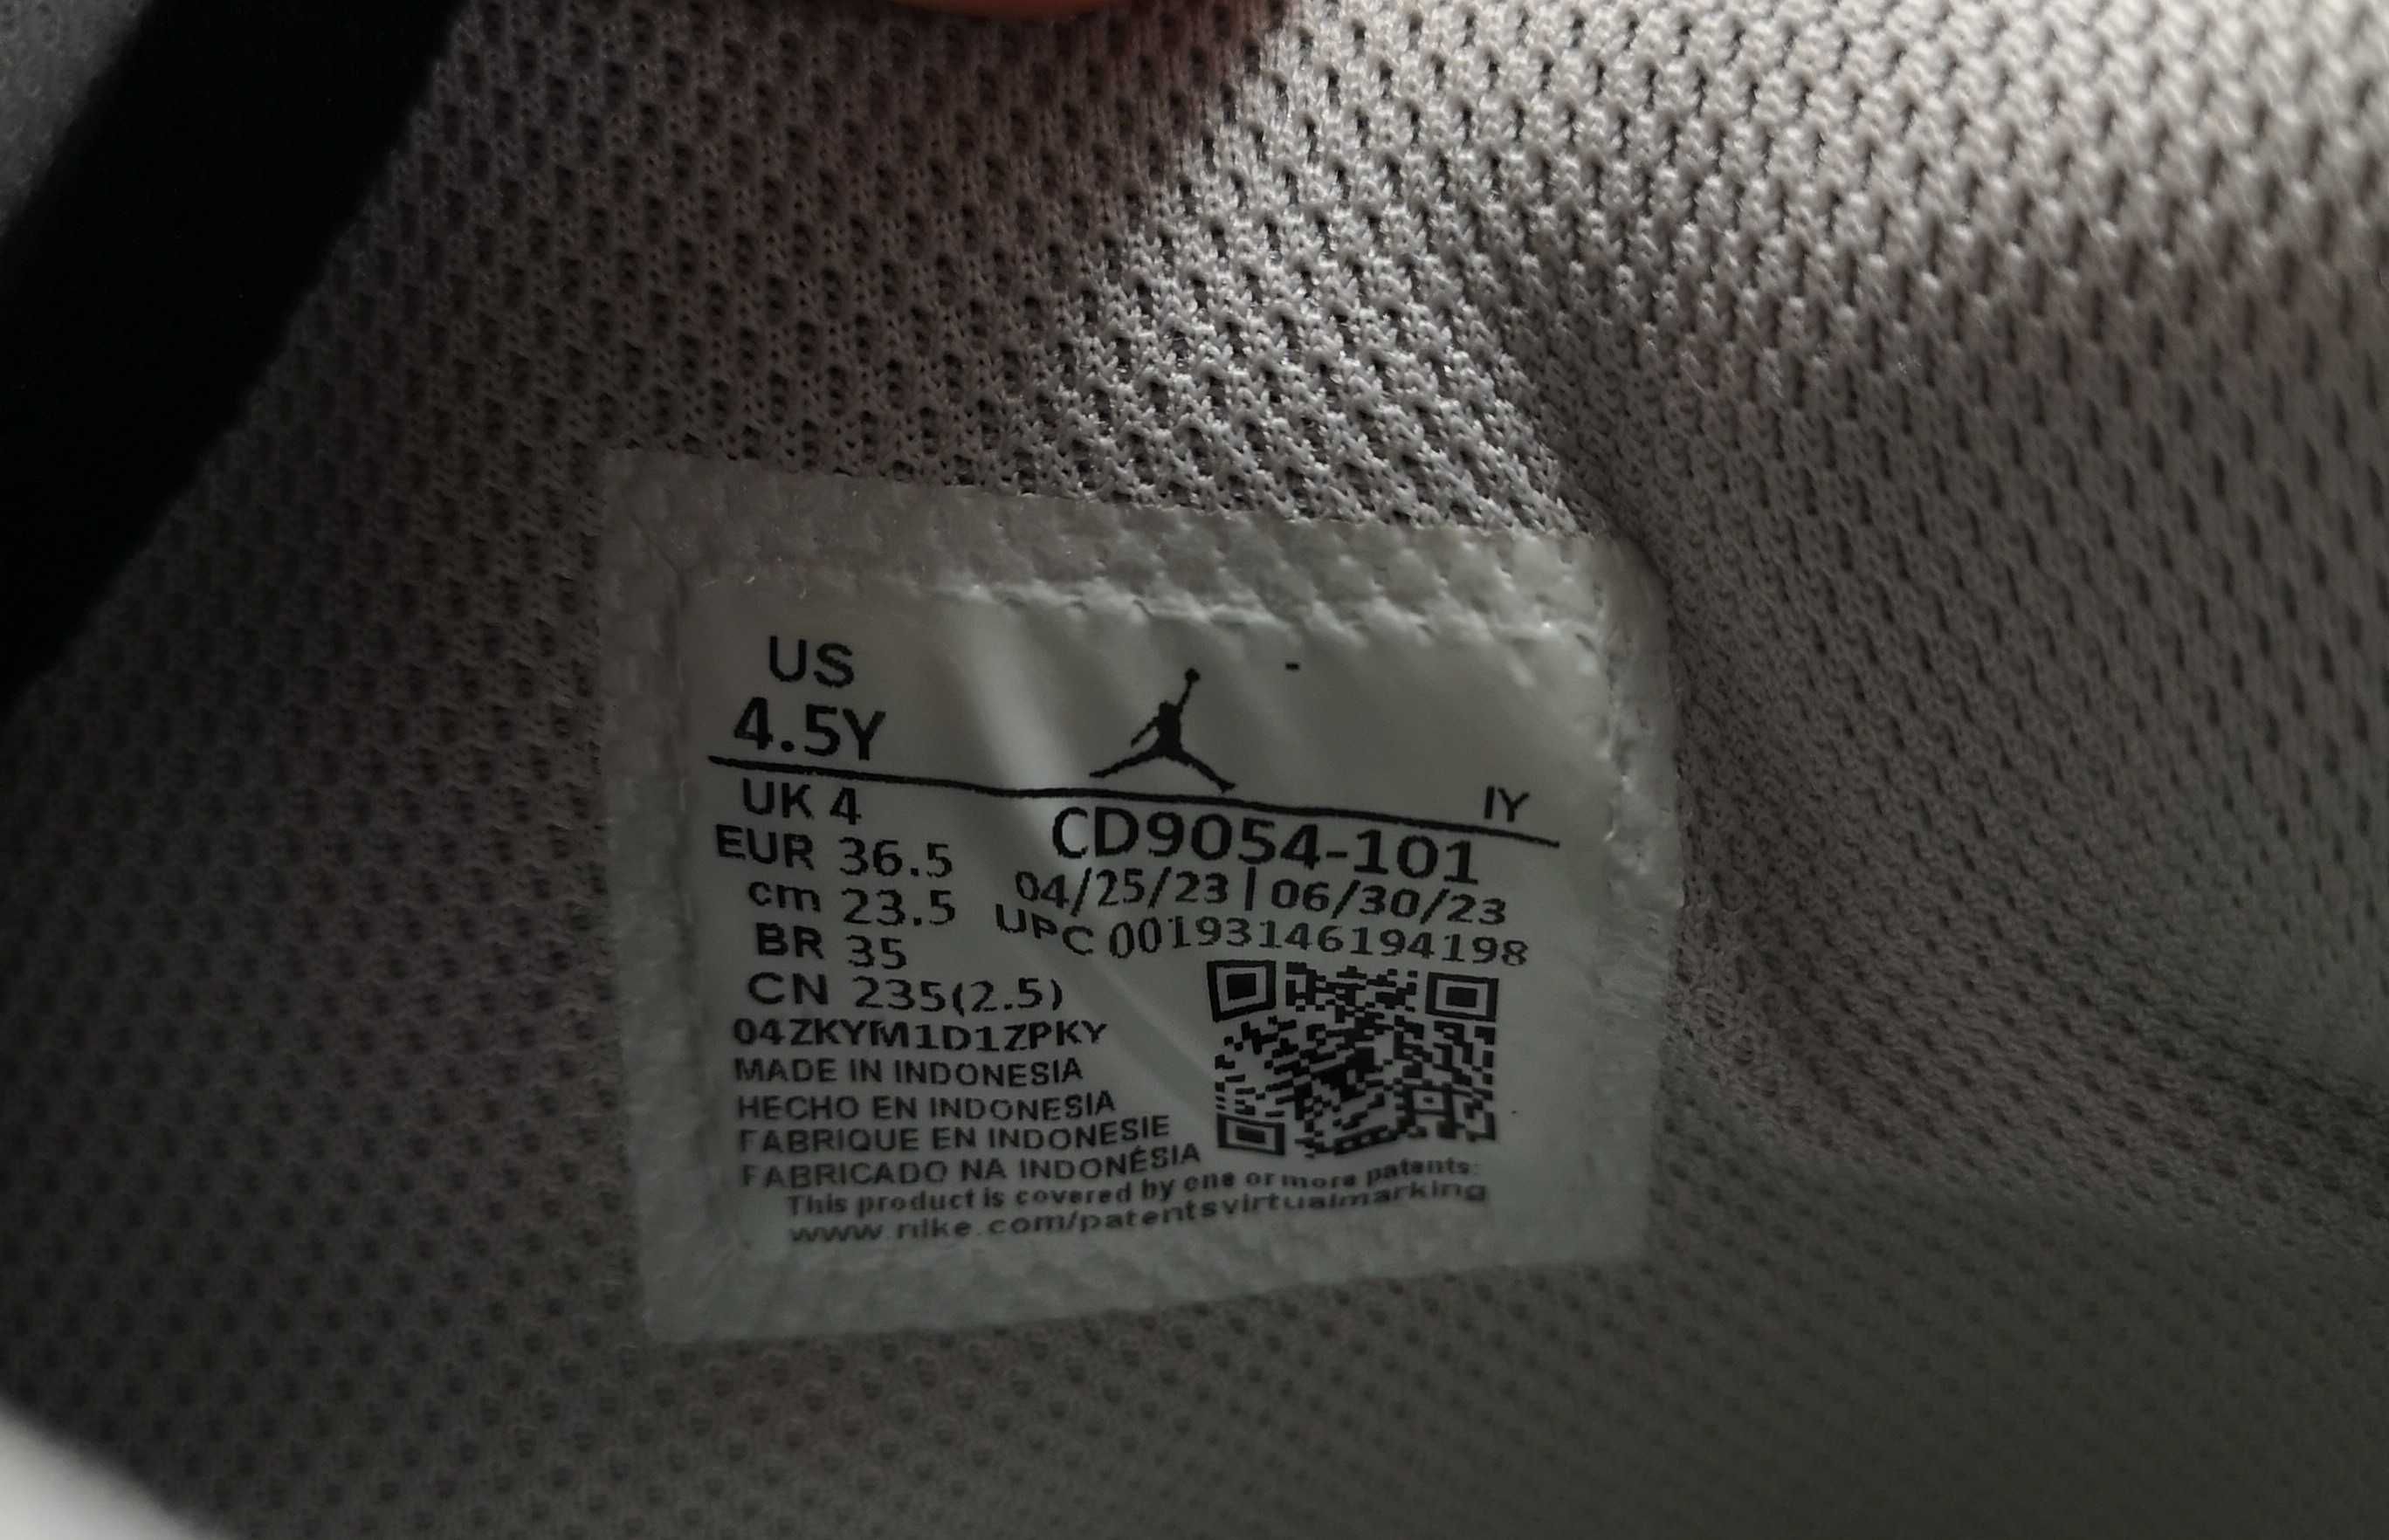 US
4.5Y
IY
UK 4
EUR 36.5
cm 23.5
BR 35
CN 235(2.5)
CD9054-101
04/25/23 | 06/30/23
UPC 00193146194198
04ZKYM1D1ZPKY
MADE IN INDONESIA
HECHO EN INDONESIA
FABRIQUE EN INDONESIE
FABRICADO NA INDONÉSIA
This product is covered by one or more patents:
www.nike.com/patentsvirtualmarking